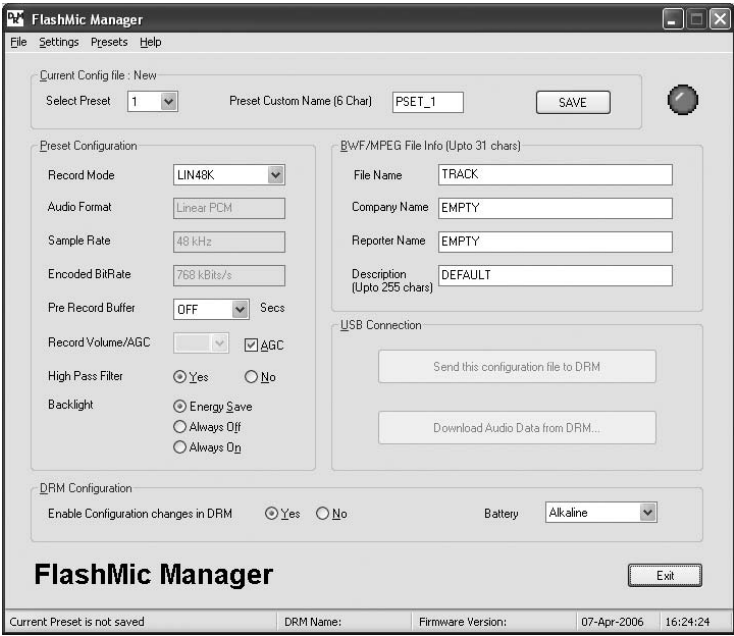 FlashMic Manager
File Settings Presets Help
Current Config file : New
Select Preset 1 Preset Custom Name (6 Char) PSET_1 SAVE
Preset Configuration
Record Mode LIN48K
Audio Format Linear PCM
Sample Rate 48 kHz
Encoded BitRate 768 kBits/s
Pre Record Buffer OFF Secs
Record Volume/AGC AGC
High Pass Filter Yes No
Backlight Energy Save
Always Off
Always On
BWF/MPEG File Info (Upto 31 chars)
File Name TRACK
Company Name EMPTY
Reporter Name EMPTY
Description DEFAULT
(Upto 255 chars)
USB Connection
Send this configuration file to DRM
Download Audio Data from DRM...
DRM Configuration
Enable Configuration changes in DRM Yes No Battery Alkaline
FlashMic Manager
Exit
Current Preset is not saved DRM Name: Firmware Version: 07-Apr-2006 16:24:24